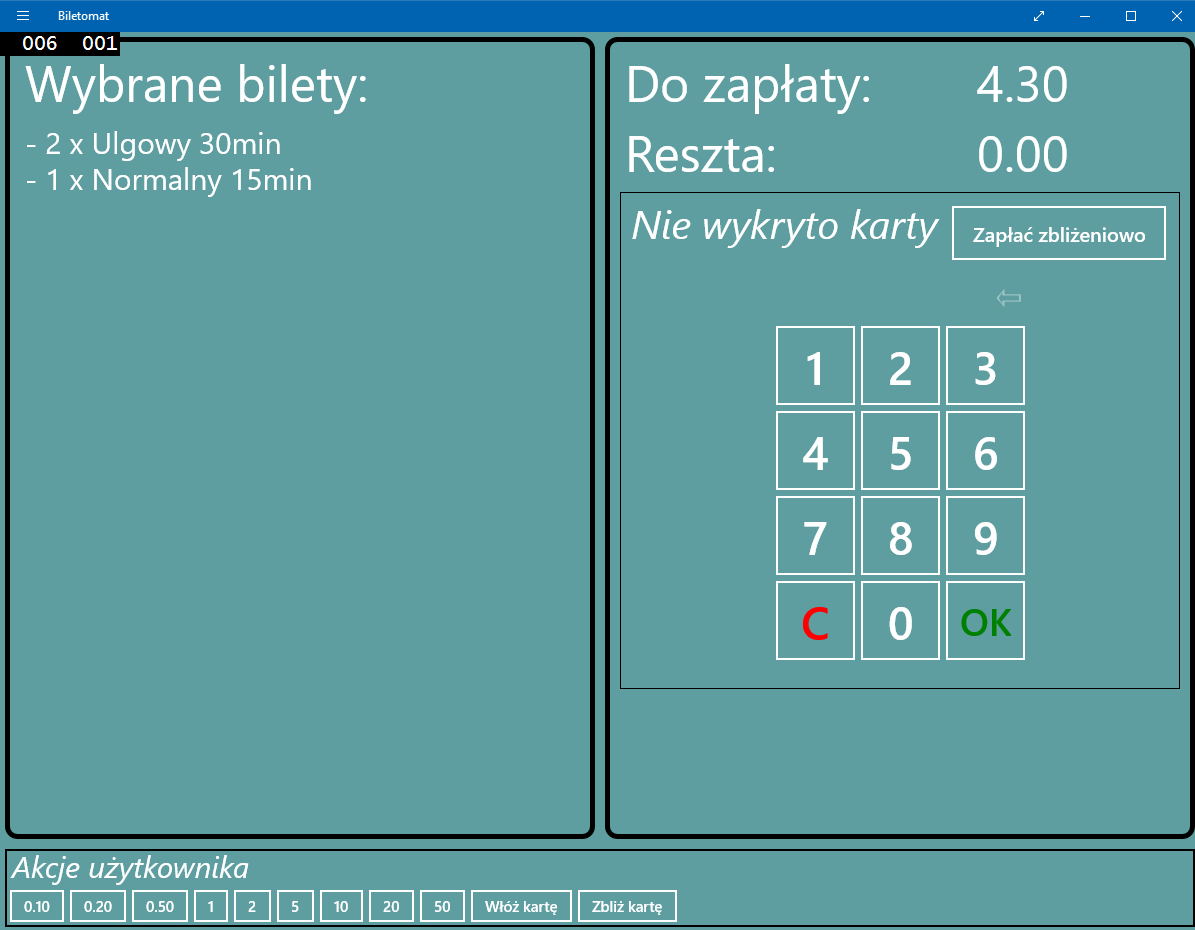 Biletomat
006 001
Wybrane bilety:
- 2 x Ulgowy 30min
- 1 x Normalny 15min
Do zapłaty: 4.30
Reszta: 0.00
Nie wykryto karty
Zapłać zbliżeniowo
1 2 3
4 5 6
7 8 9
C 0 OK
Akcje użytkownika
0.10 0.20 0.50 1 2 5 10 20 50 Włóż kartę Zbliż kartę